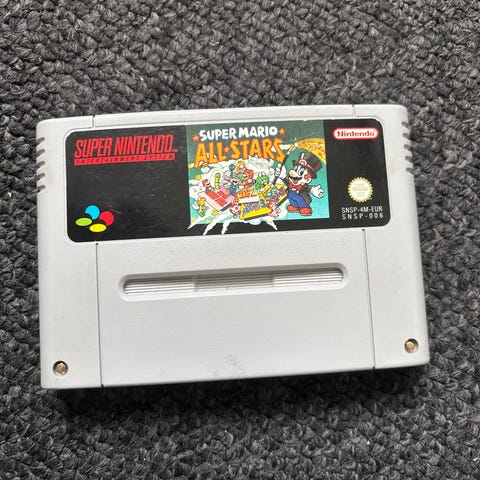 SUPER NINTENDO
ENTERTAINMENT SYSTEM
SUPER MARIO
ALL★STARS
Nintendo
SNSP-4M-EUR
SNSP-006